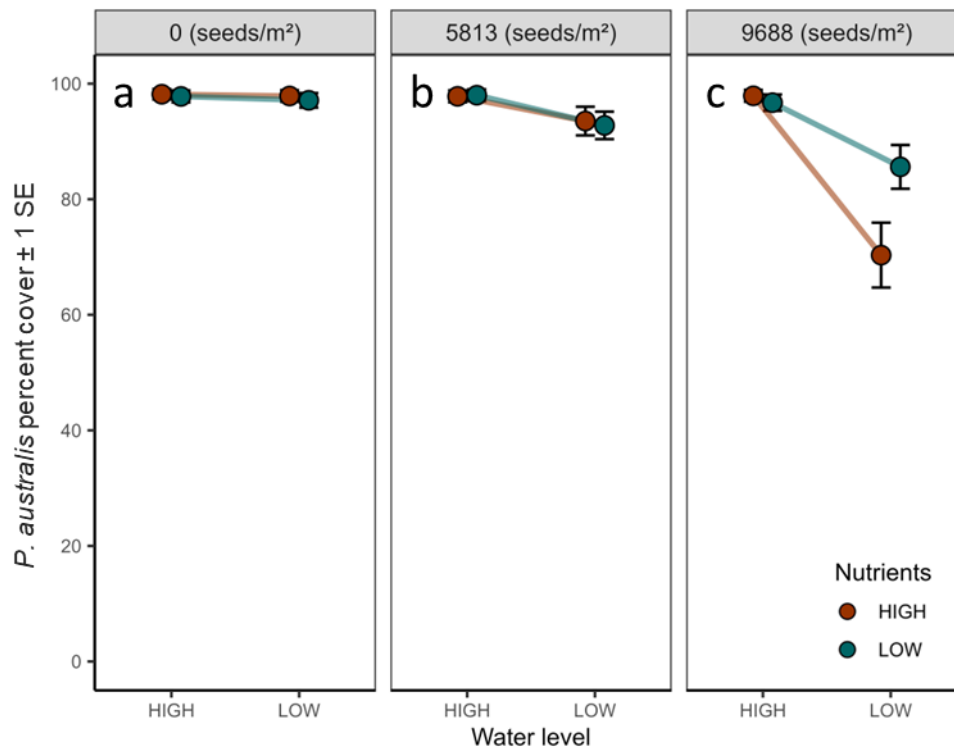 0 (seeds/m²)
5813 (seeds/m²)
9688 (seeds/m²)
a
b
c
100
80
60
40
20
0
P. australis percent cover ± 1 SE
Nutrients
HIGH
LOW
HIGH
LOW
HIGH
LOW
HIGH
LOW
Water level